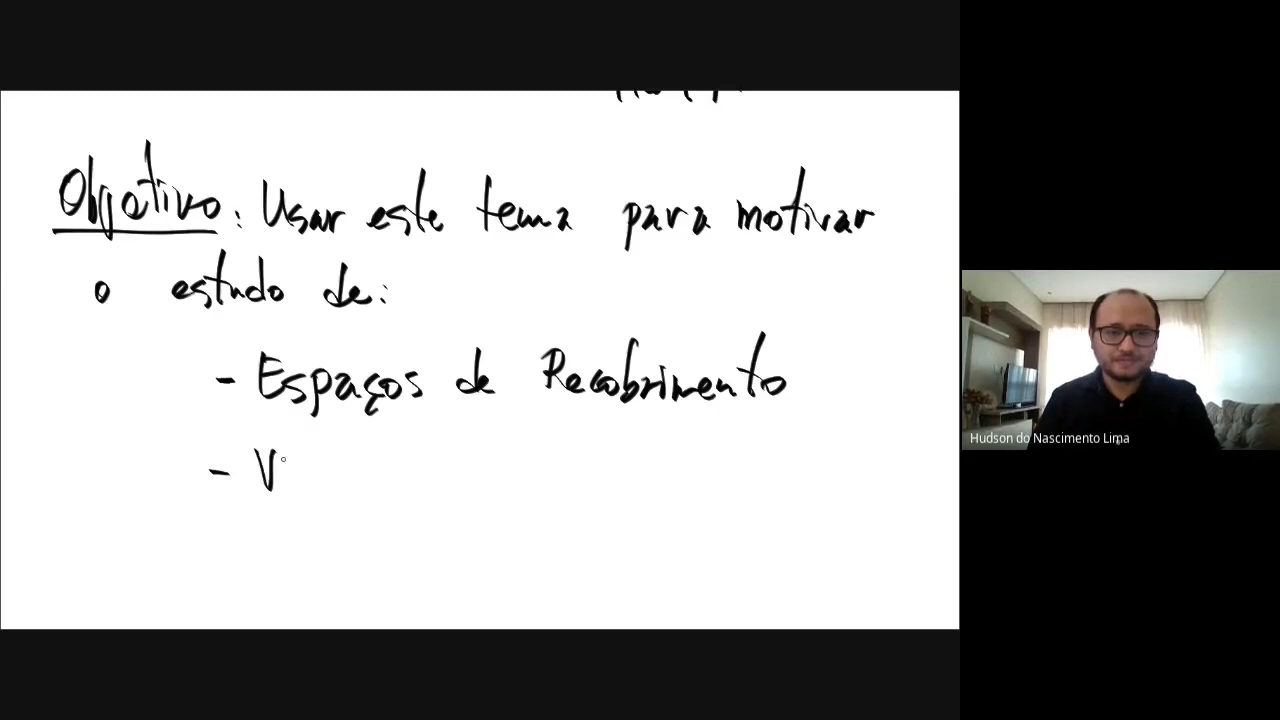 Objetivo: Usar este tema para motivar
o estudo de:
- Espaços de Recobrimento
- V
Hudson do Nascimento Lima